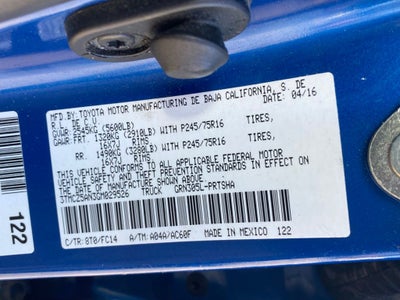 MFD.BY:TOYOTA MOTOR MANUFACTURING DE BAJA CALIFORNIA, S. DE
R.L. DE C.V. DATE: 04/16
GVWR: 2545KG (5600LB)
GAWR: FRT. 1320KG (2910LB) WITH P245/75R16 TIRES,
16X7J RIMS
RR. 1490KG (3280LB) WITH P245/75R16 TIRES,
16X7J RIMS
THIS VEHICLE CONFORMS TO ALL APPLICABLE FEDERAL MOTOR
VEHICLE SAFETY AND THEFT PREVENTION STANDARDS IN EFFECT ON
THE DATE OF MANUFACTURE SHOWN ABOVE.
3TMCZ5AN3GM029526 TRUCK GRN305L-PRTSHA
C/TR: 8T0/FC14 A/TM: A04A/AC60F MADE IN MEXICO 122
122